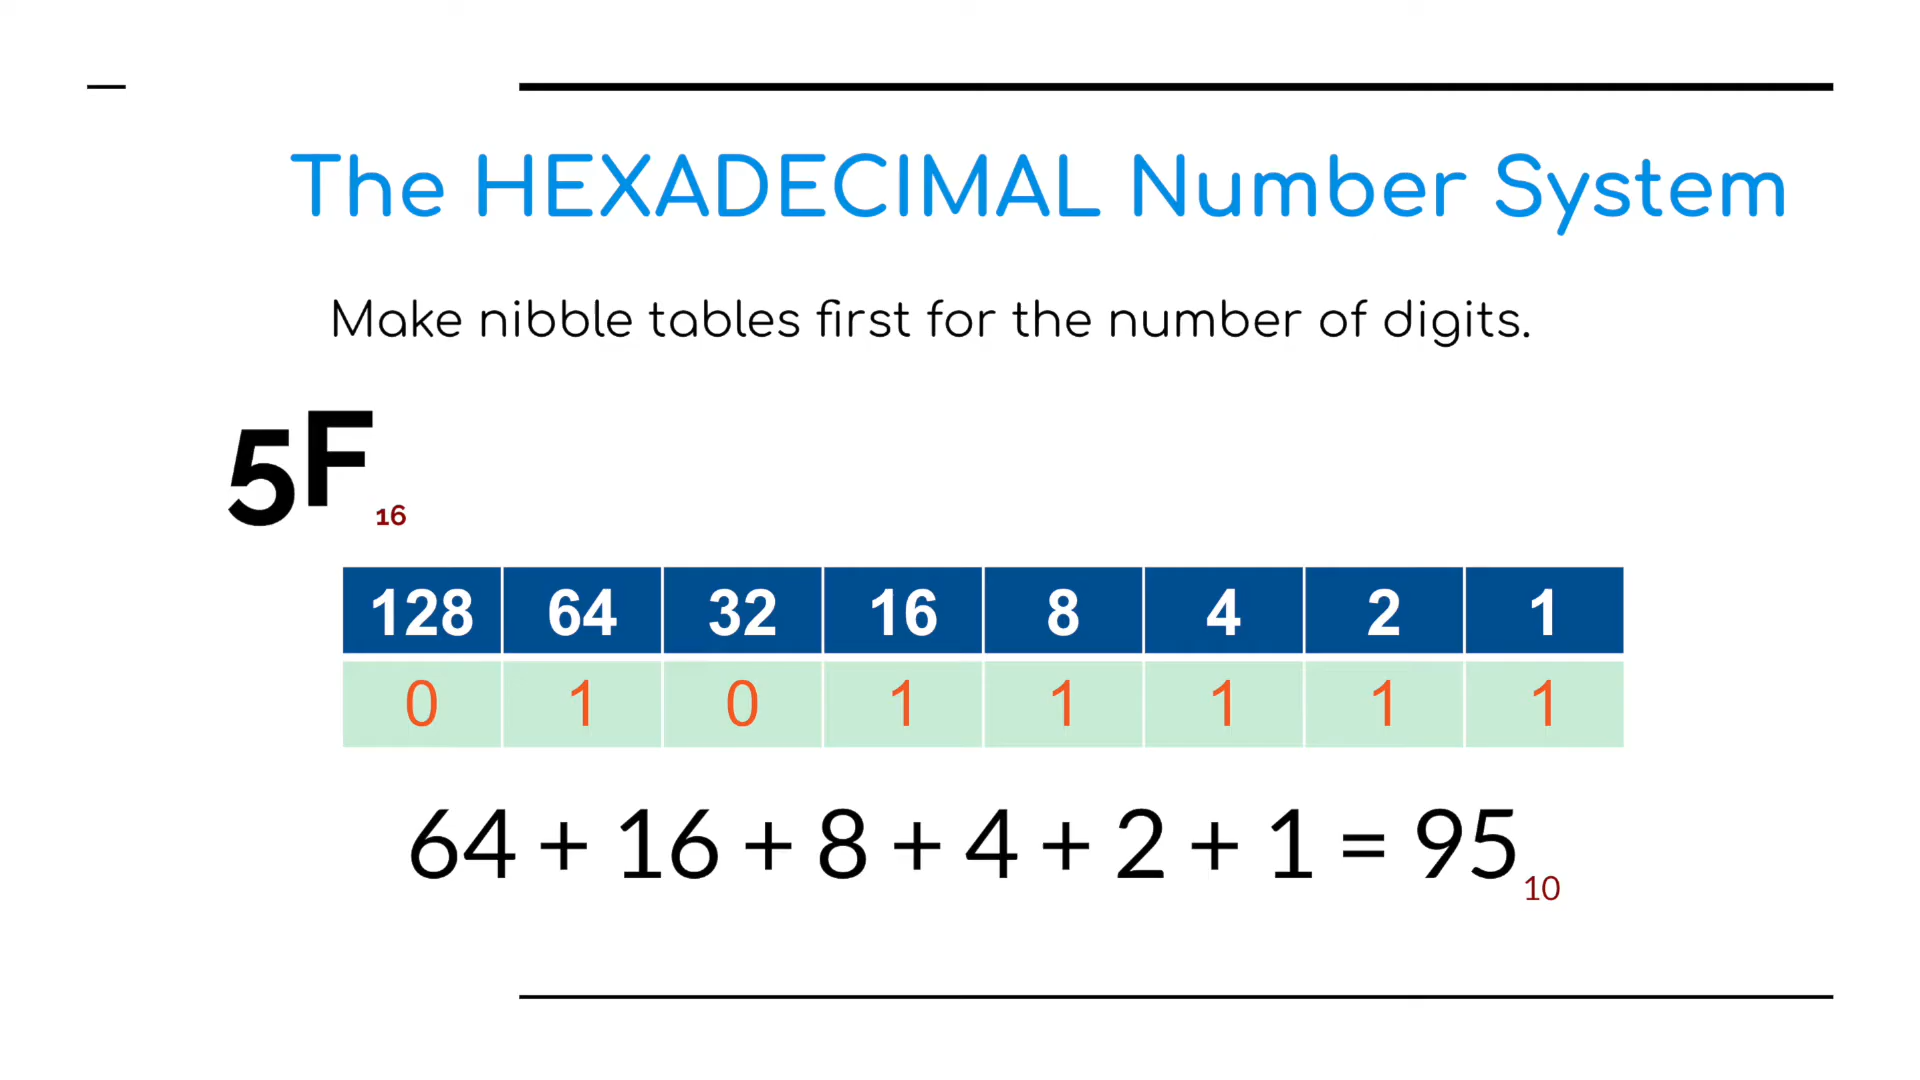 The HEXADECIMAL Number System
Make nibble tables first for the number of digits.
5F16
128 64 32 16 8 4 2 1
0 1 0 1 1 1 1 1
64 + 16 + 8 + 4 + 2 + 1 = 9510